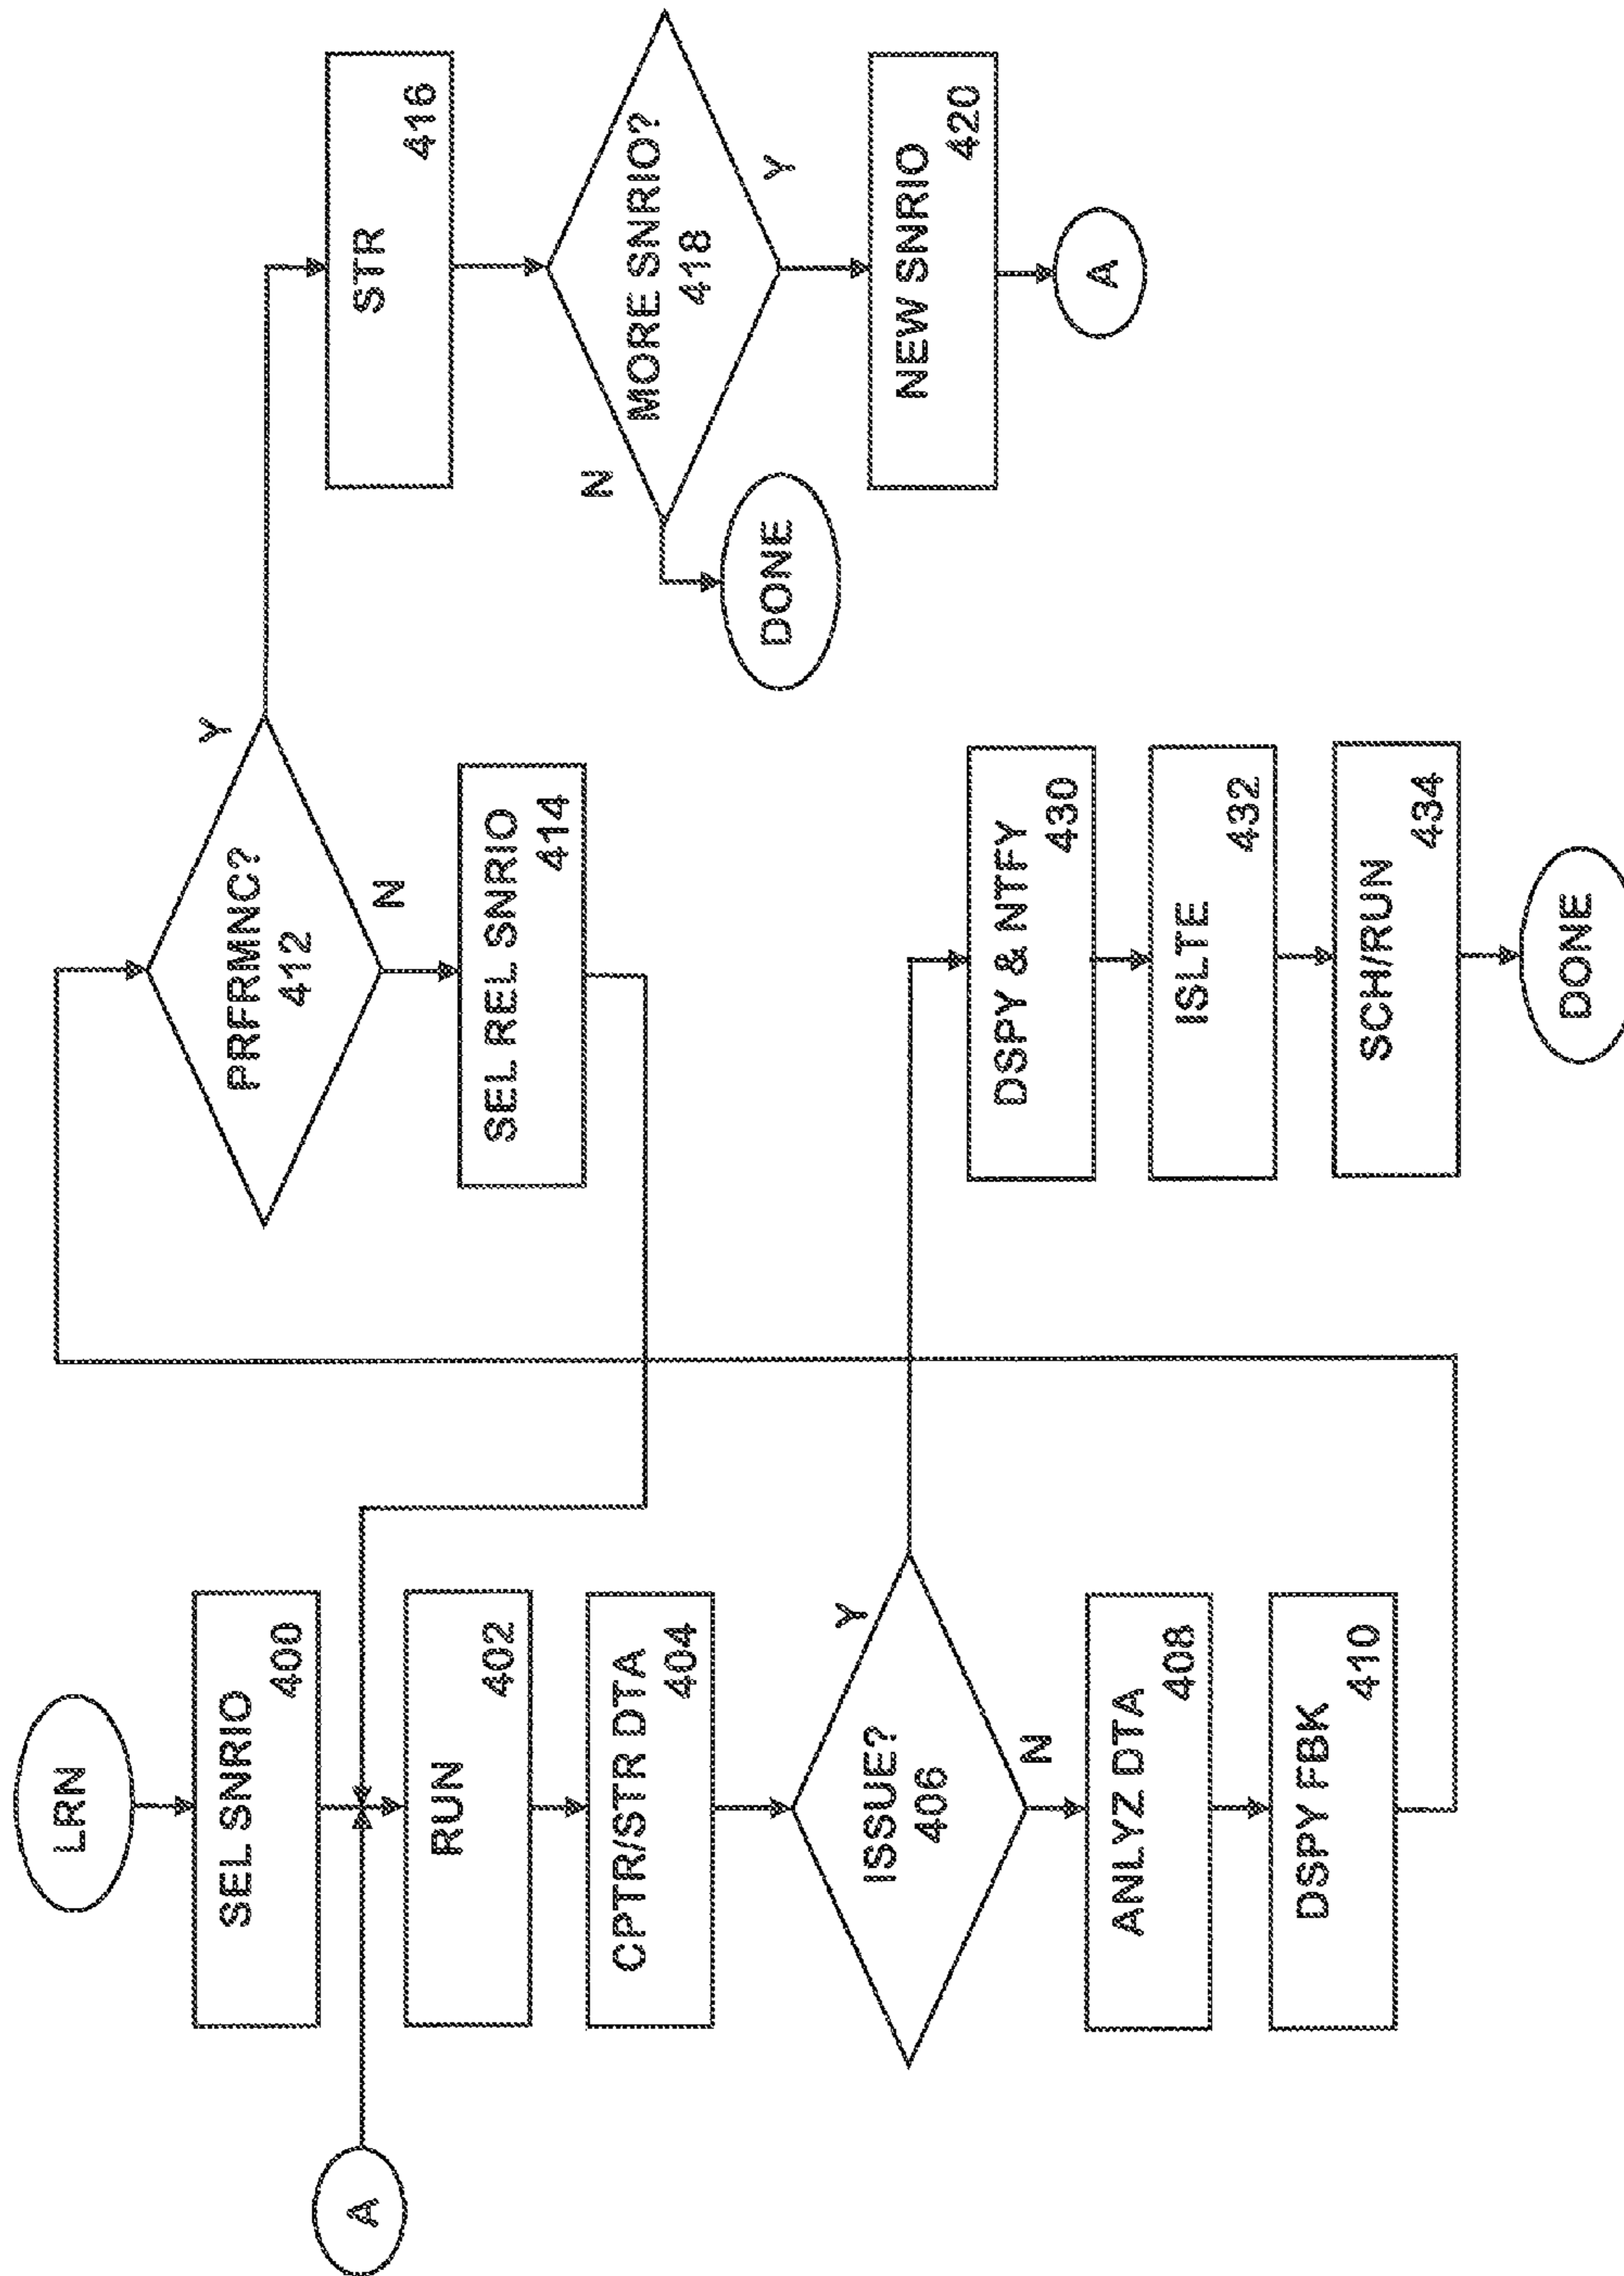 LRN
SEL SNRIO
400
A
RUN
402
CPTR/STR DTA
404
ISSUE?
406
Y
N
ANLYZ DTA
408
DSPY FBK
410
PRFRMNC?
412
Y
N
SEL REL SNRIO
414
DSPY & NTFY
430
ISLTE
432
SCH/RUN
434
DONE
STR
416
MORE SNRIO?
418
N
Y
DONE
NEW SNRIO
420
A